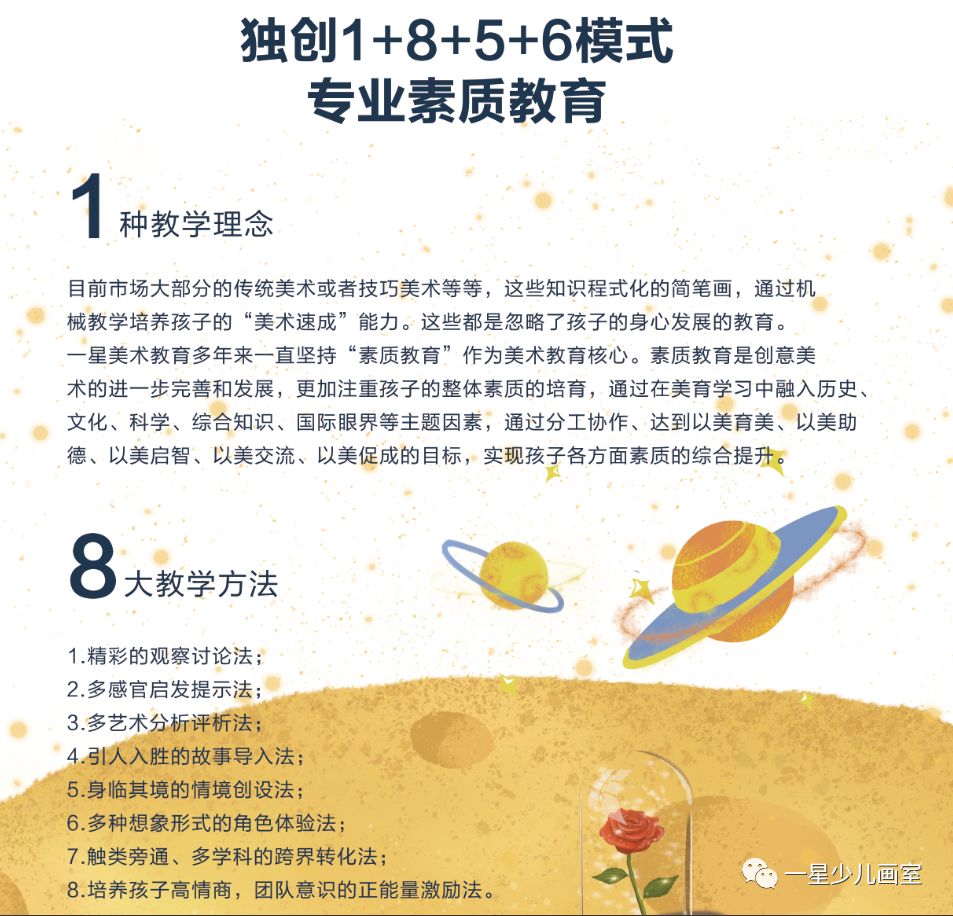 独创1+8+5+6模式
专业素质教育
1种教学理念
目前市场大部分的传统美术或者技巧美术等等，这些知识程式化的简笔画，通过机
械教学培养孩子的“美术速成”能力。这些都是忽略了孩子的身心发展的教育。
一星美术教育多年来一直坚持“素质教育”作为美术教育核心。素质教育是创意美
术的进一步完善和发展，更加注重孩子的整体素质的培育，通过在美育学习中融入历史、
文化、科学、综合知识、国际眼界等主题因素，通过分工协作、达到以美育美、以美助
德、以美启智、以美交流、以美促成的目标，实现孩子各方面素质的综合提升。
8大教学方法
1.精彩的观察讨论法；
2.多感官启发提示法；
3.多艺术分析评析法；
4.引人入胜的故事导入法；
5.身临其境的情境创设法；
6.多种想象形式的角色体验法；
7.触类旁通、多学科的跨界转化法；
8.培养孩子高情商，团队意识的正能量激励法。
一星少儿画室